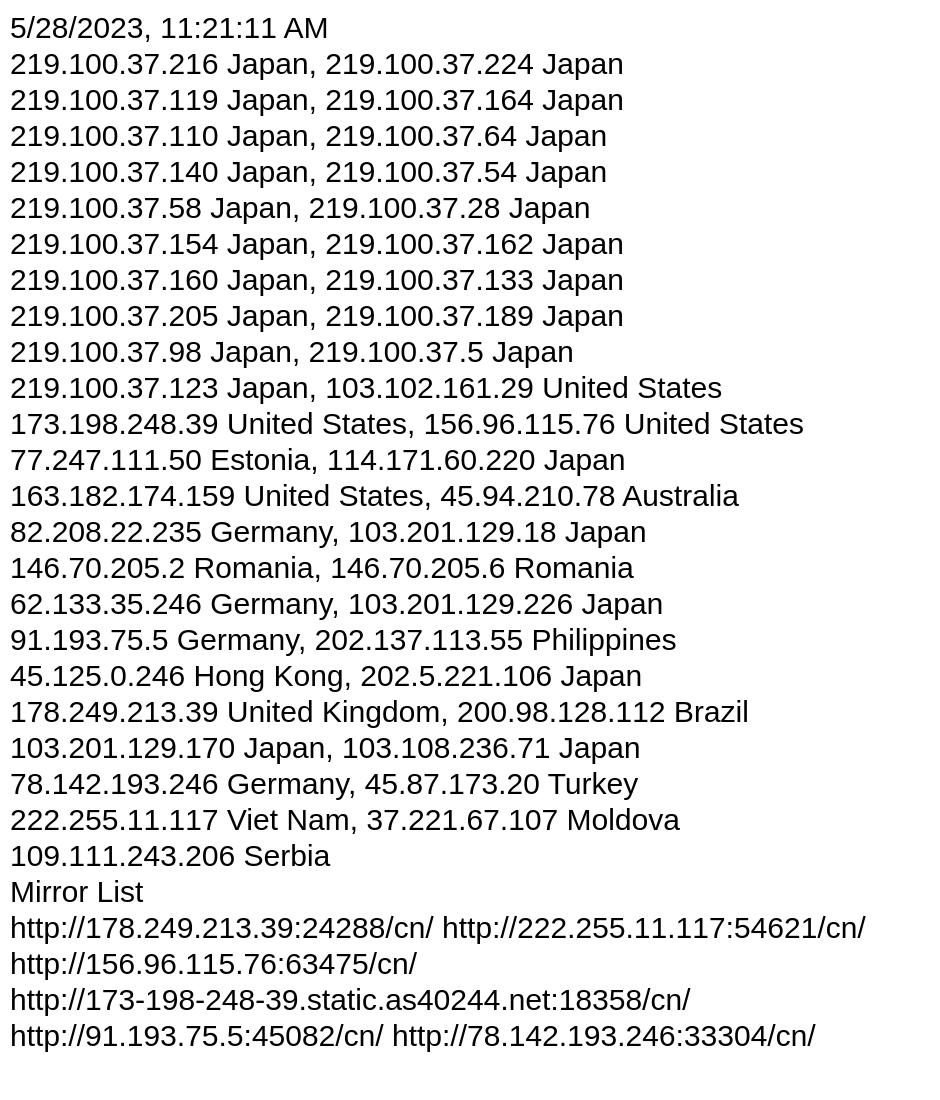 5/28/2023, 11:21:11 AM
219.100.37.216 Japan, 219.100.37.224 Japan
219.100.37.119 Japan, 219.100.37.164 Japan
219.100.37.110 Japan, 219.100.37.64 Japan
219.100.37.140 Japan, 219.100.37.54 Japan
219.100.37.58 Japan, 219.100.37.28 Japan
219.100.37.154 Japan, 219.100.37.162 Japan
219.100.37.160 Japan, 219.100.37.133 Japan
219.100.37.205 Japan, 219.100.37.189 Japan
219.100.37.98 Japan, 219.100.37.5 Japan
219.100.37.123 Japan, 103.102.161.29 United States
173.198.248.39 United States, 156.96.115.76 United States
77.247.111.50 Estonia, 114.171.60.220 Japan
163.182.174.159 United States, 45.94.210.78 Australia
82.208.22.235 Germany, 103.201.129.18 Japan
146.70.205.2 Romania, 146.70.205.6 Romania
62.133.35.246 Germany, 103.201.129.226 Japan
91.193.75.5 Germany, 202.137.113.55 Philippines
45.125.0.246 Hong Kong, 202.5.221.106 Japan
178.249.213.39 United Kingdom, 200.98.128.112 Brazil
103.201.129.170 Japan, 103.108.236.71 Japan
78.142.193.246 Germany, 45.87.173.20 Turkey
222.255.11.117 Viet Nam, 37.221.67.107 Moldova
109.111.243.206 Serbia
Mirror List
http://178.249.213.39:24288/cn/ http://222.255.11.117:54621/cn/
http://156.96.115.76:63475/cn/
http://173-198-248-39.static.as40244.net:18358/cn/
http://91.193.75.5:45082/cn/ http://78.142.193.246:33304/cn/